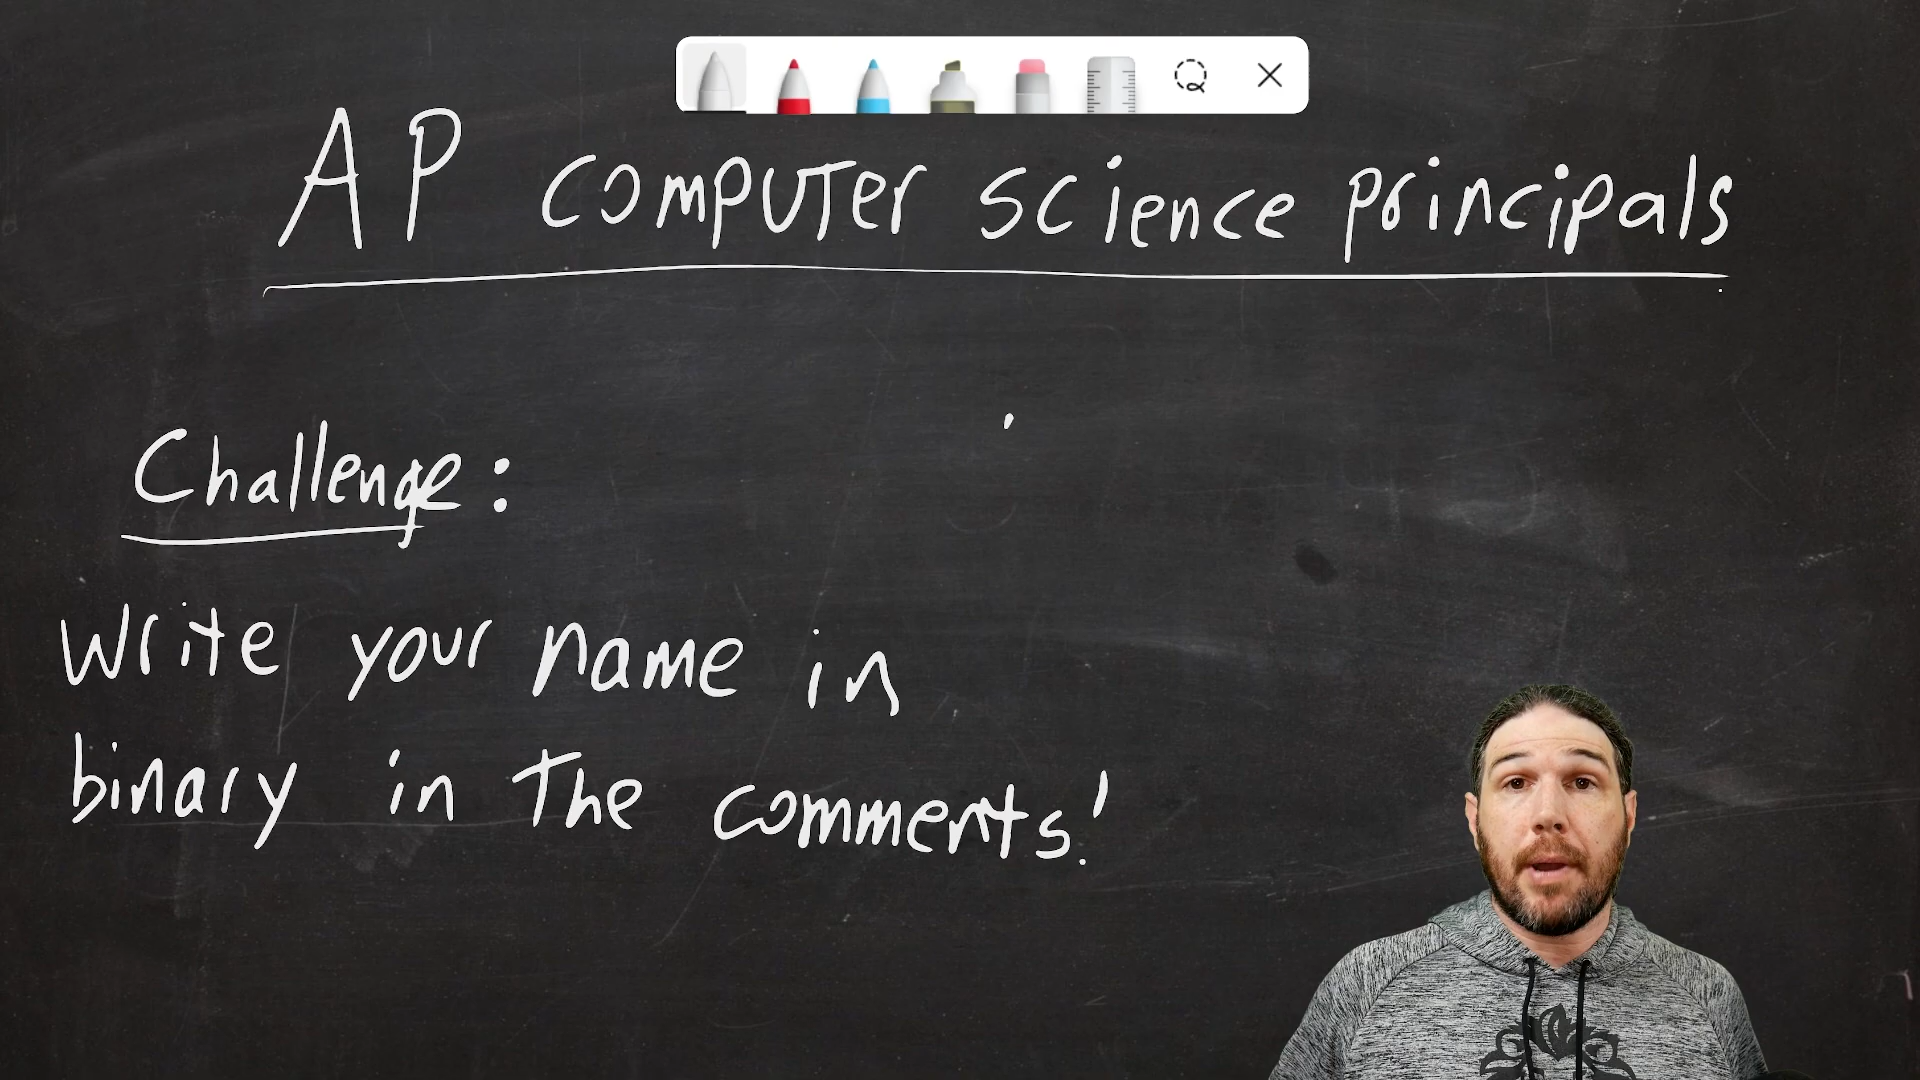 AP computer science principals
Challenge:
Write your name in
binary in the comments!